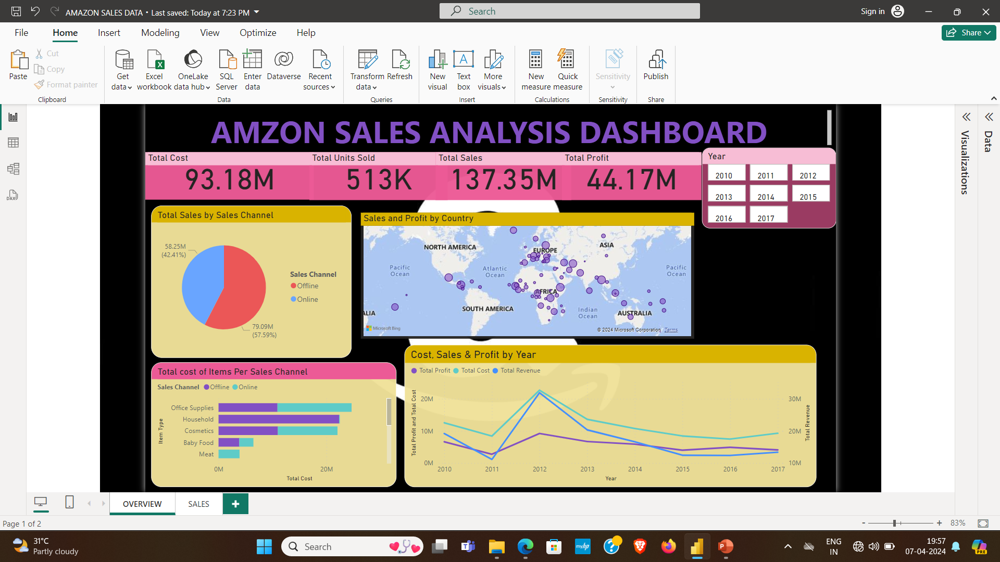 AMAZON SALES DATA • Last saved: Today at 7:23 PM
Search
Sign in
File Home Insert Modeling View Optimize Help
Share
Paste
Cut
Copy
Format painter
Clipboard
Get data
Excel workbook
OneLake data hub
SQL Server
Enter data
Dataverse
Recent sources
Data
Transform data
Refresh
Queries
New visual
Text box
More visuals
Insert
New measure
Quick measure
Calculations
Sensitivity
Sensitivity
Publish
Share
DAX
AMZON SALES ANALYSIS DASHBOARD
Total Cost
93.18M
Total Units Sold
513K
Total Sales
137.35M
Total Profit
44.17M
Year
2010 2011 2012
2013 2014 2015
2016 2017
Visualizations
Data
Total Sales by Sales Channel
58.25M
(42.41%)
79.09M
(57.59%)
Sales Channel
Offline
Online
Sales and Profit by Country
NORTH AMERICA
EUROPE
ASIA
Pacific Ocean
Atlantic Ocean
Pacific Ocean
AFRICA
SOUTH AMERICA
Indian Ocean
AUSTRALIA
ALIA
Microsoft Bing
© 2024 Microsoft Corporation Terms
Total cost of Items Per Sales Channel
Sales Channel Offline Online
Item Type
Office Supplies
Household
Cosmetics
Baby Food
Meat
0M 20M
Total Cost
Cost, Sales & Profit by Year
Total Profit Total Cost Total Revenue
Total Profit and Total Cost
20M
10M
0M
30M
20M
10M
Total Revenue
2010 2011 2012 2013 2014 2015 2016 2017
Year
OVERVIEW SALES +
Page 1 of 2
- + 83%
31°C
Partly cloudy
Search
myhp
ENG
IN
19:57
07-04-2024
PRE